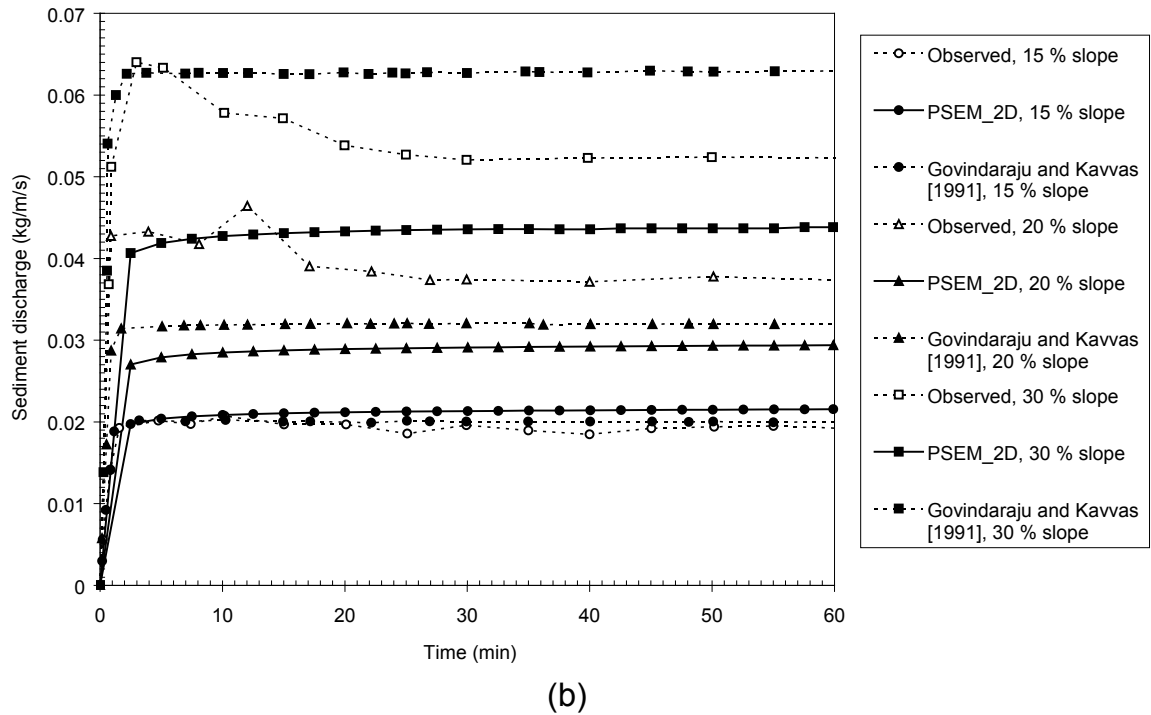 0.07
0.06
0.05
0.04
0.03
0.02
0.01
0
Sediment discharge (kg/m/s)
0 10 20 30 40 50 60
Time (min)
Observed, 15 % slope
PSEM_2D, 15 % slope
Govindaraju and Kavvas
[1991], 15 % slope
Observed, 20 % slope
PSEM_2D, 20 % slope
Govindaraju and Kavvas
[1991], 20 % slope
Observed, 30 % slope
PSEM_2D, 30 % slope
Govindaraju and Kavvas
[1991], 30 % slope
(b)